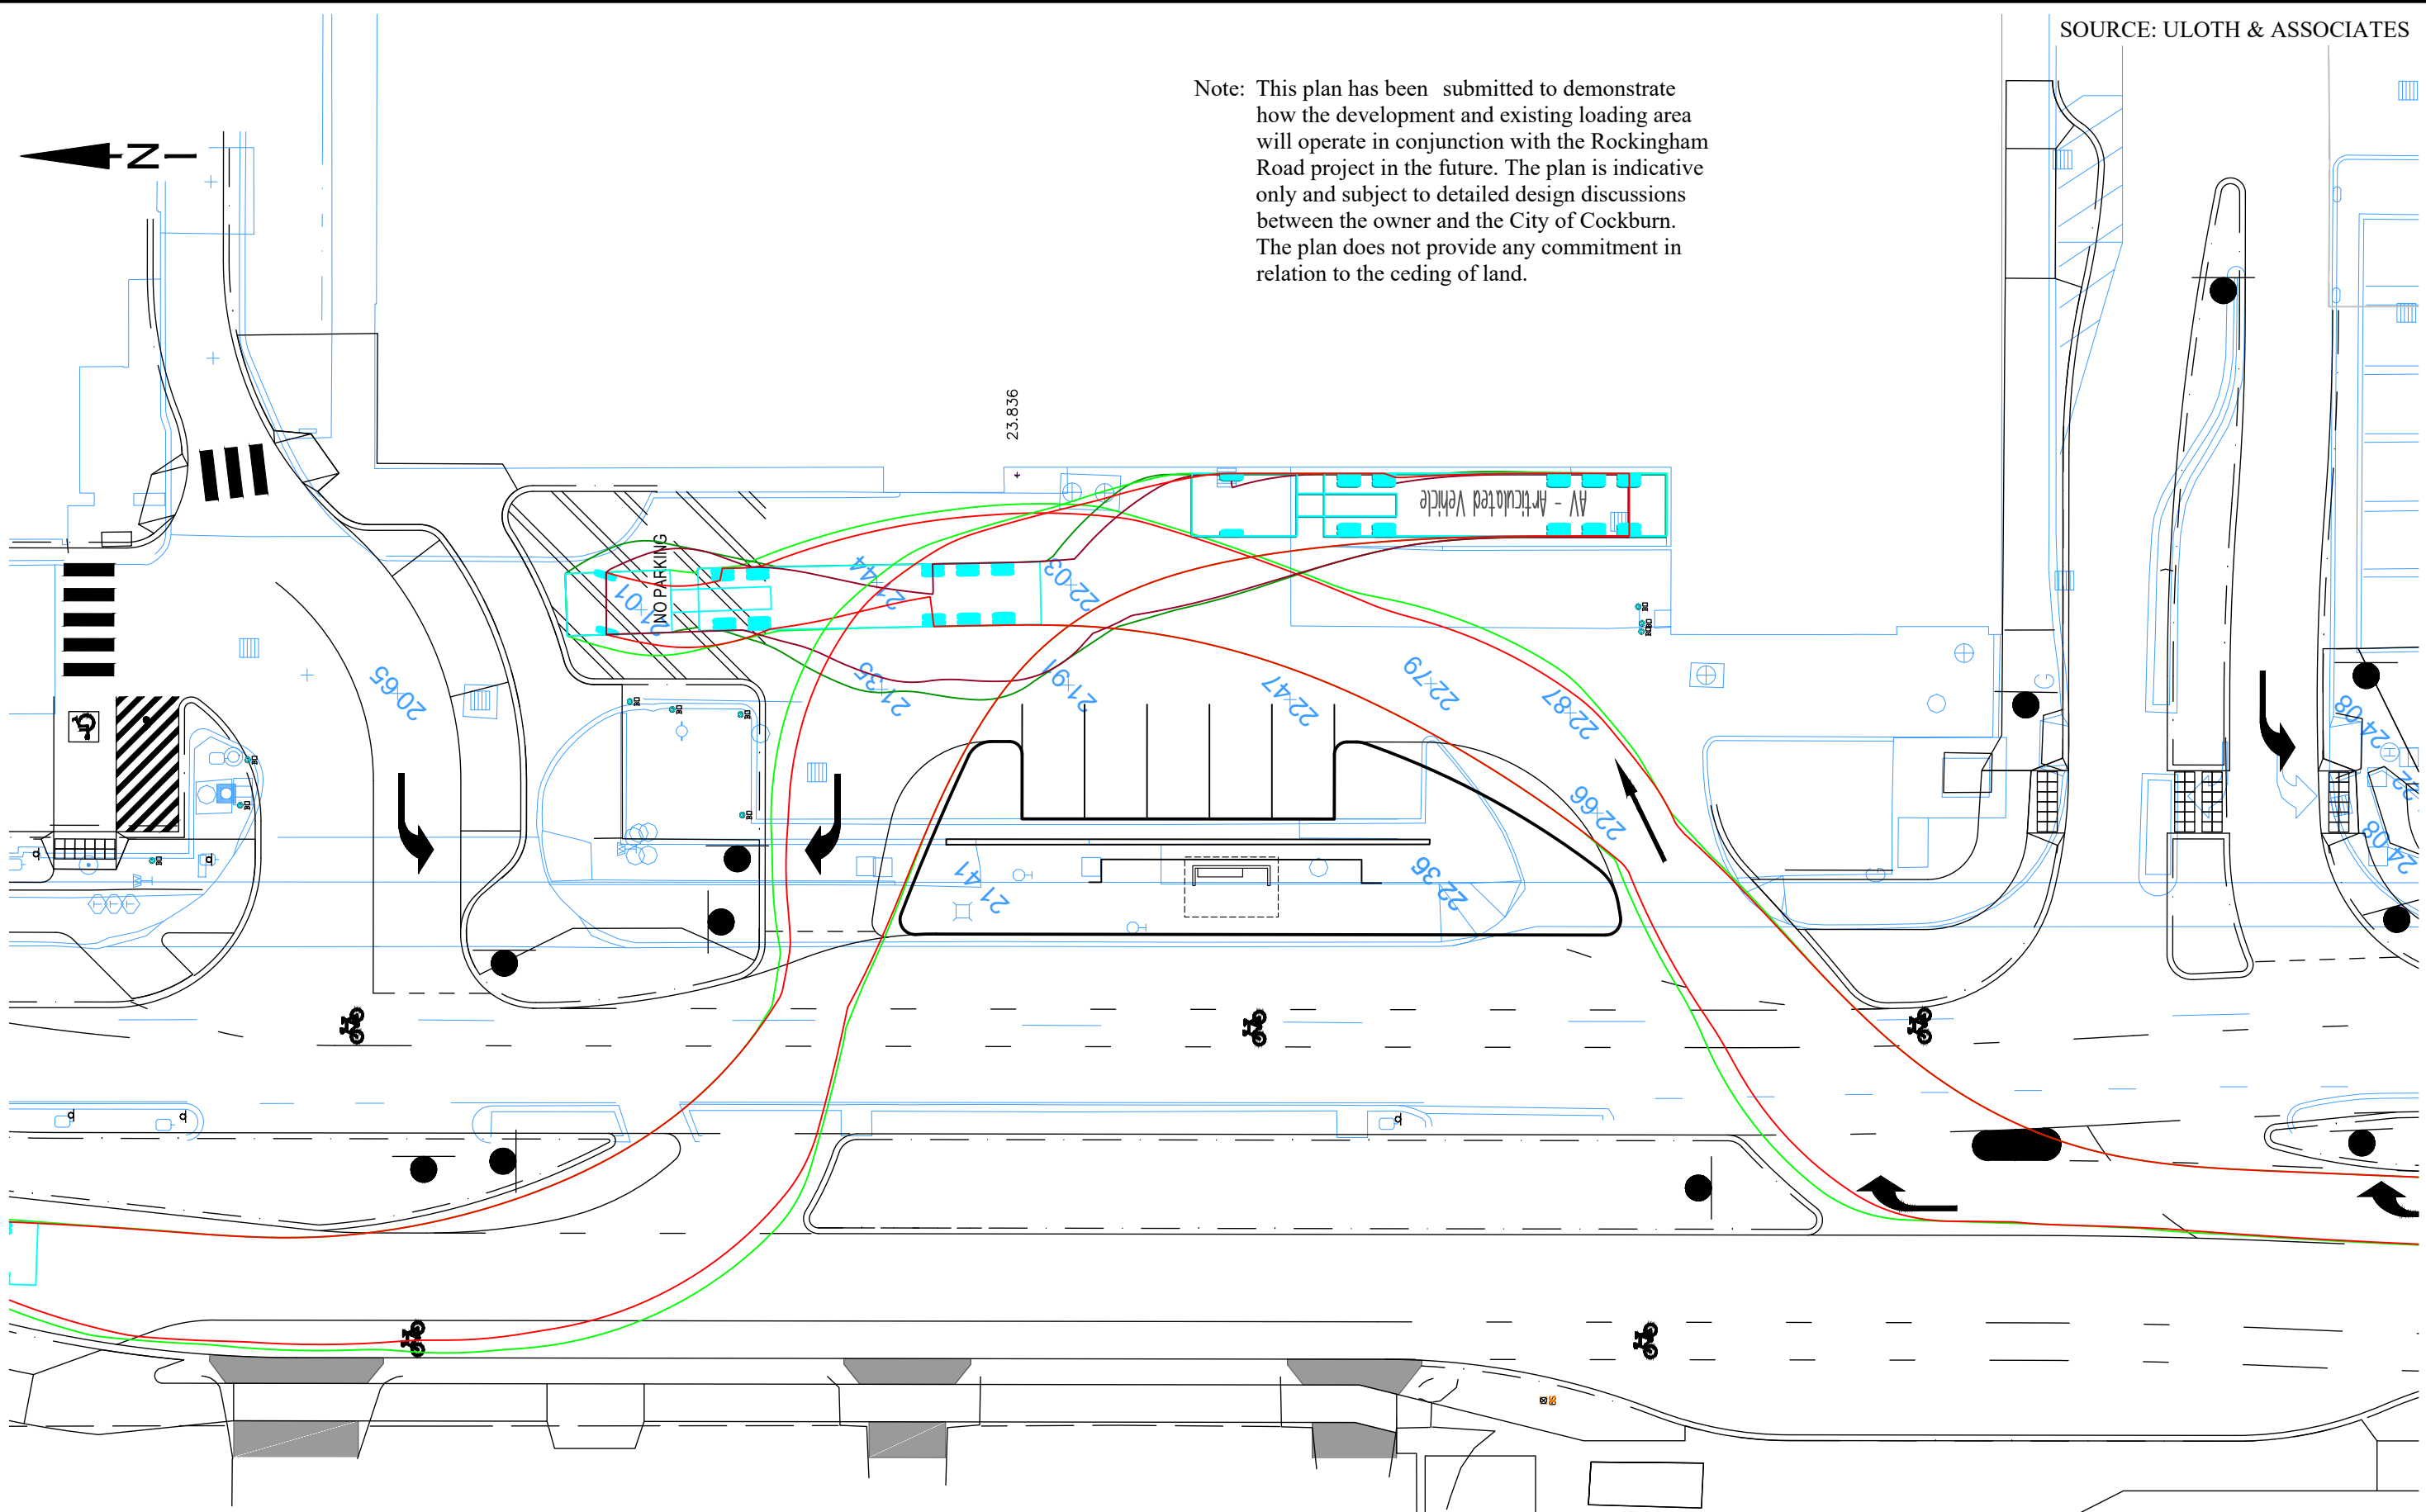 SOURCE: ULOTH & ASSOCIATES
Note: This plan has been submitted to demonstrate
how the development and existing loading area
will operate in conjunction with the Rockingham
Road project in the future. The plan is indicative
only and subject to detailed design discussions
between the owner and the City of Cockburn.
The plan does not provide any commitment in
relation to the ceding of land.
N
23.836
AV - Articulated Vehicle
NO PARKING
21.01
21.44
22.03
20.65
21.35
21.91
22.47
22.79
22.87
22.66
21.41
22.36
24.08
24.08
G